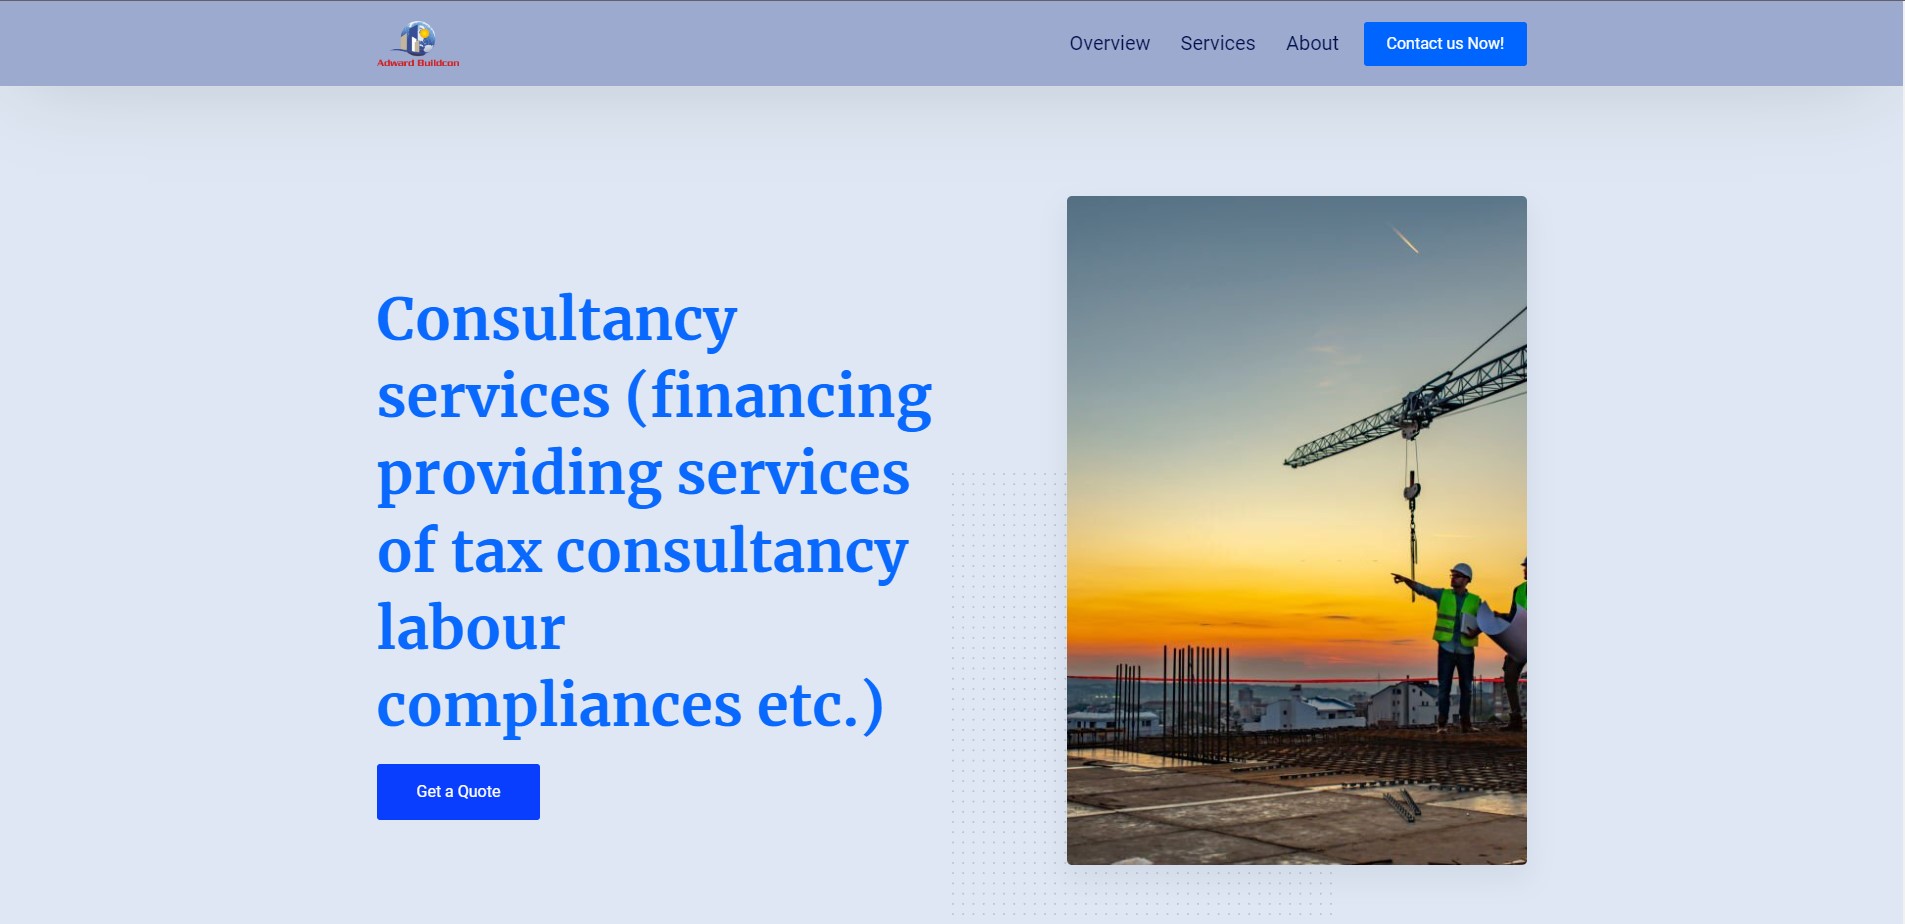 Adward Buildcon
Overview
Services
About
Contact us Now!
Consultancy
services (financing
providing services
of tax consultancy
labour
compliances etc.)
Get a Quote